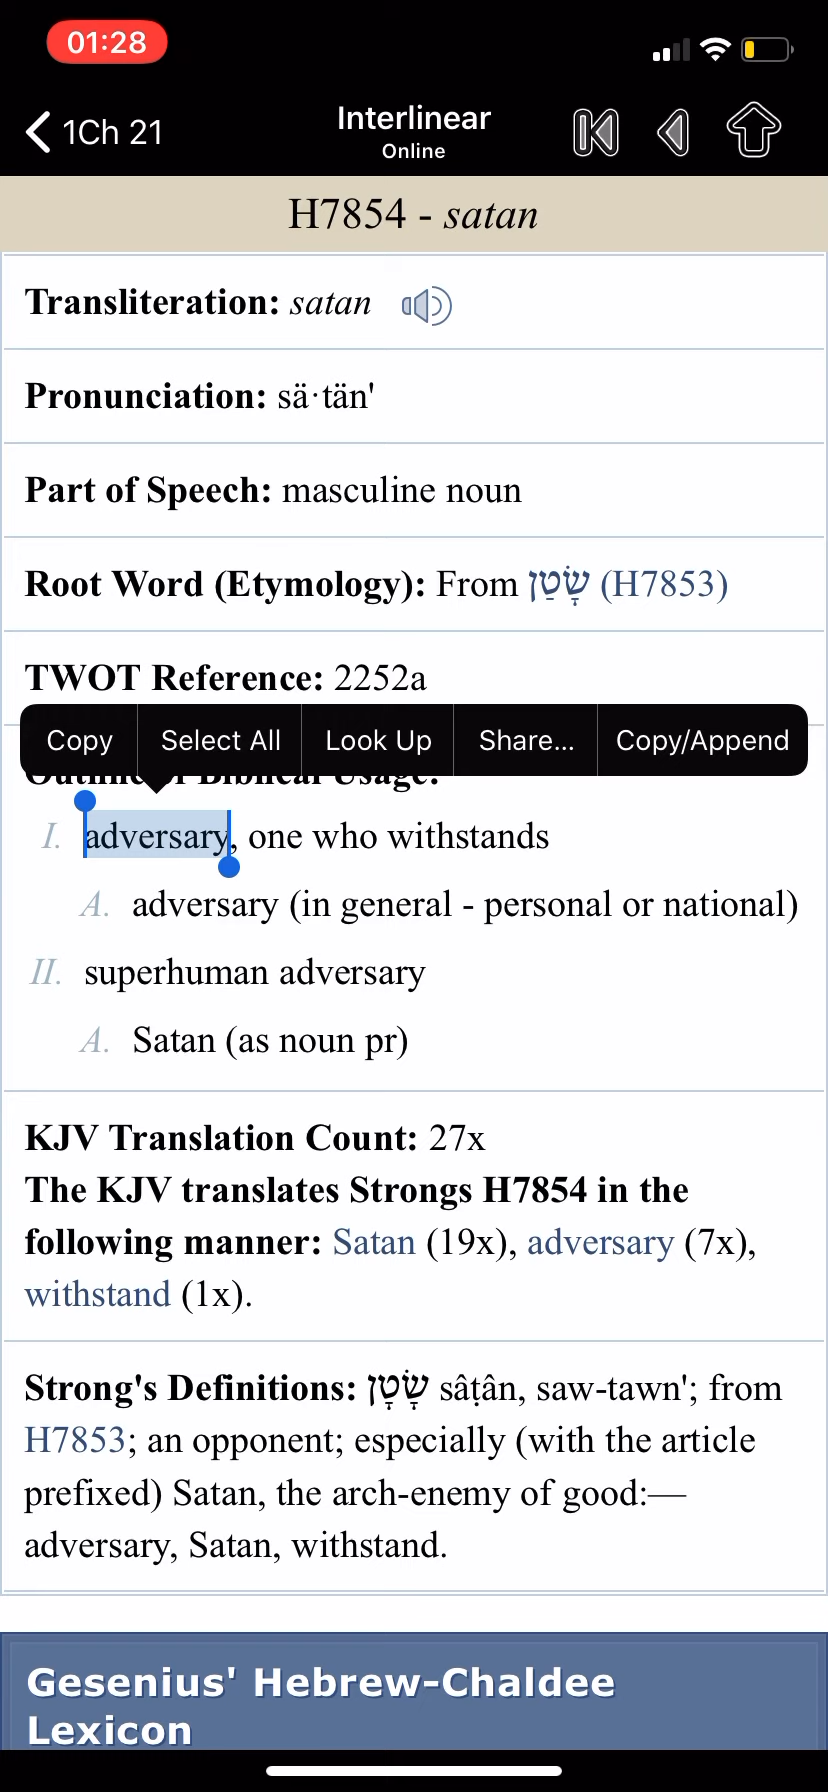 01:28
1Ch 21
Interlinear
Online
H7854 - satan
Transliteration: satan
Pronunciation: sä·tän'
Part of Speech: masculine noun
Root Word (Etymology): From שָׂטַן (H7853)
TWOT Reference: 2252a
Copy Select All Look Up Share... Copy/Append
Biblical Usage:
I. adversary, one who withstands
A. adversary (in general - personal or national)
II. superhuman adversary
A. Satan (as noun pr)
KJV Translation Count: 27x
The KJV translates Strongs H7854 in the
following manner: Satan (19x), adversary (7x),
withstand (1x).
Strong's Definitions: שָׂטָן sâṭân, saw-tawn'; from
H7853; an opponent; especially (with the article
prefixed) Satan, the arch-enemy of good:—
adversary, Satan, withstand.
Gesenius' Hebrew-Chaldee
Lexicon